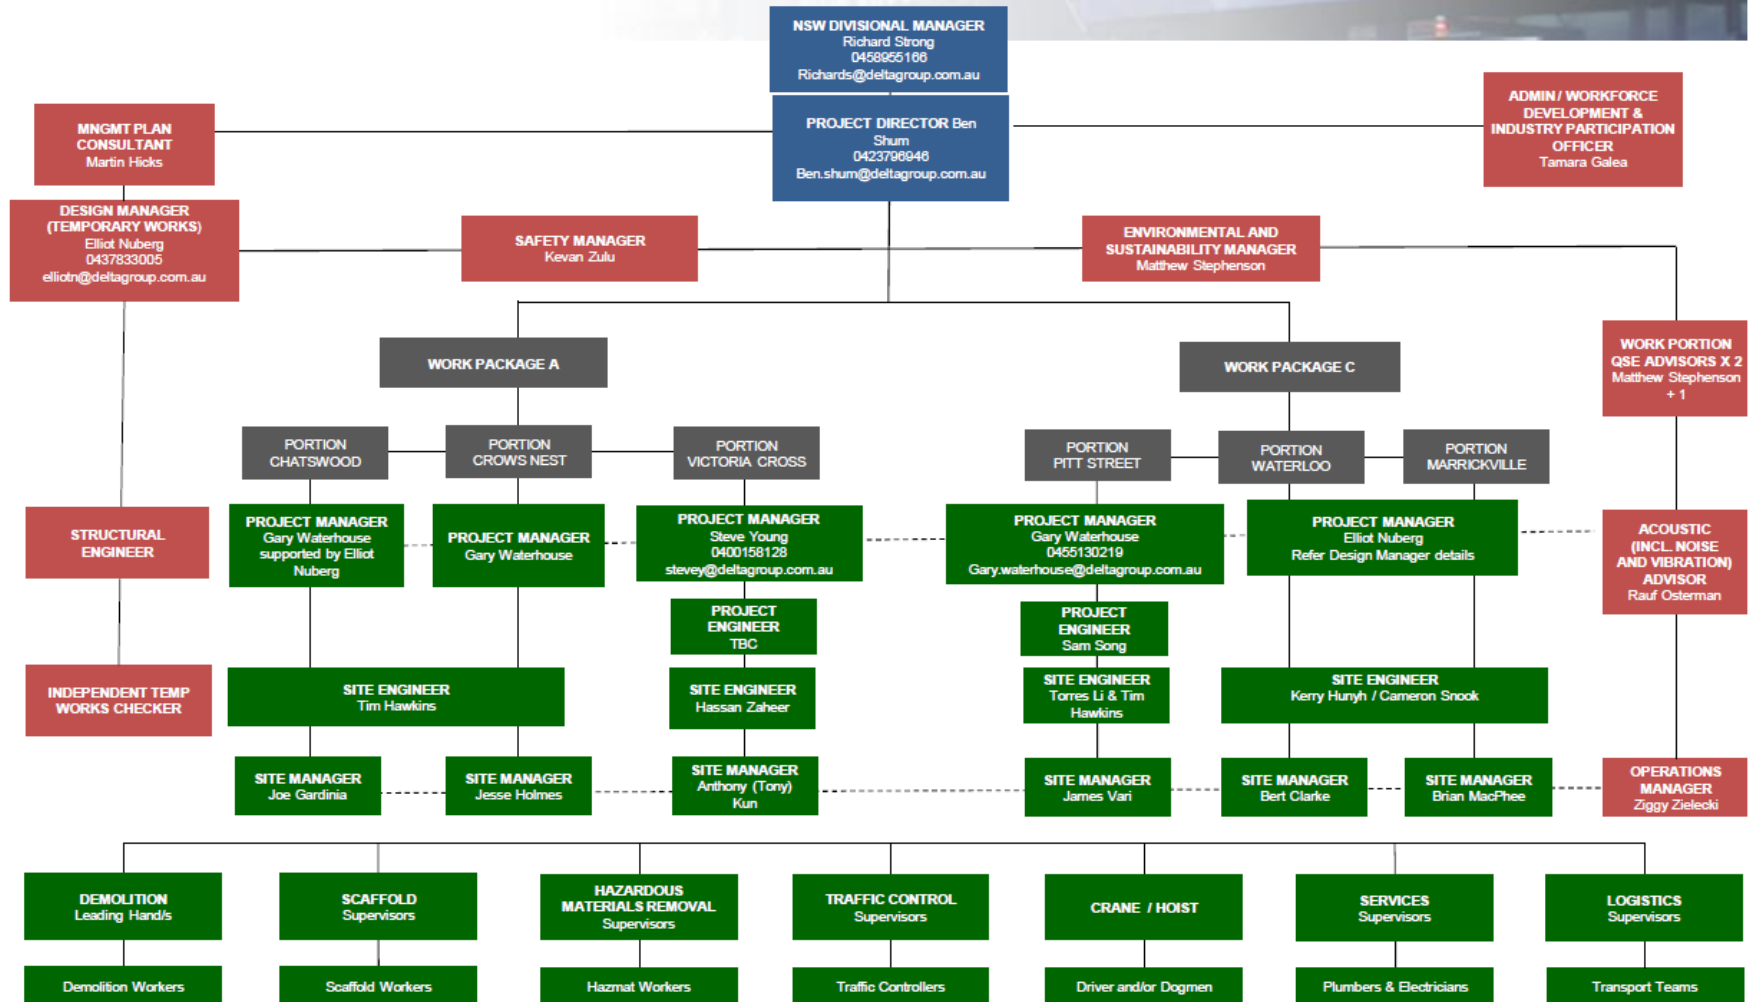 NSW DIVISIONAL MANAGER
Richard Strong
0458955166
Richards@deltagroup.com.au
PROJECT DIRECTOR Ben
Shum
0423796946
Ben.shum@deltagroup.com.au
MNGMT PLAN
CONSULTANT
Martin Hicks
ADMIN / WORKFORCE
DEVELOPMENT &
INDUSTRY PARTICIPATION
OFFICER
Tamara Galea
DESIGN MANAGER
(TEMPORARY WORKS)
Elliot Nuberg
0437833005
elliotn@deltagroup.com.au
SAFETY MANAGER
Kevan Zulu
ENVIRONMENTAL AND
SUSTAINABILITY MANAGER
Matthew Stephenson
WORK PACKAGE A
WORK PACKAGE C
WORK PORTION
QSE ADVISORS X 2
Matthew Stephenson
+ 1
PORTION
CHATSWOOD
PORTION
CROWS NEST
PORTION
VICTORIA CROSS
PORTION
PITT STREET
PORTION
WATERLOO
PORTION
MARRICKVILLE
STRUCTURAL
ENGINEER
PROJECT MANAGER
Gary Waterhouse
supported by Elliot
Nuberg
PROJECT MANAGER
Gary Waterhouse
PROJECT MANAGER
Steve Young
0400158128
stevey@deltagroup.com.au
PROJECT MANAGER
Gary Waterhouse
0455130219
Gary.waterhouse@deltagroup.com.au
PROJECT MANAGER
Elliot Nuberg
Refer Design Manager details
ACOUSTIC
(INCL. NOISE
AND VIBRATION)
ADVISOR
Rauf Osterman
PROJECT
ENGINEER
TBC
PROJECT
ENGINEER
Sam Song
INDEPENDENT TEMP
WORKS CHECKER
SITE ENGINEER
Tim Hawkins
SITE ENGINEER
Hassan Zaheer
SITE ENGINEER
Torres Li & Tim
Hawkins
SITE ENGINEER
Kerry Hunyh / Cameron Snook
SITE MANAGER
Joe Gardinia
SITE MANAGER
Jesse Holmes
SITE MANAGER
Anthony (Tony)
Kun
SITE MANAGER
James Vari
SITE MANAGER
Bert Clarke
SITE MANAGER
Brian MacPhee
OPERATIONS
MANAGER
Ziggy Zielecki
DEMOLITION
Leading Hand/s
SCAFFOLD
Supervisors
HAZARDOUS
MATERIALS REMOVAL
Supervisors
TRAFFIC CONTROL
Supervisors
CRANE / HOIST
SERVICES
Supervisors
LOGISTICS
Supervisors
Demolition Workers
Scaffold Workers
Hazmat Workers
Traffic Controllers
Driver and/or Dogmen
Plumbers & Electricians
Transport Teams